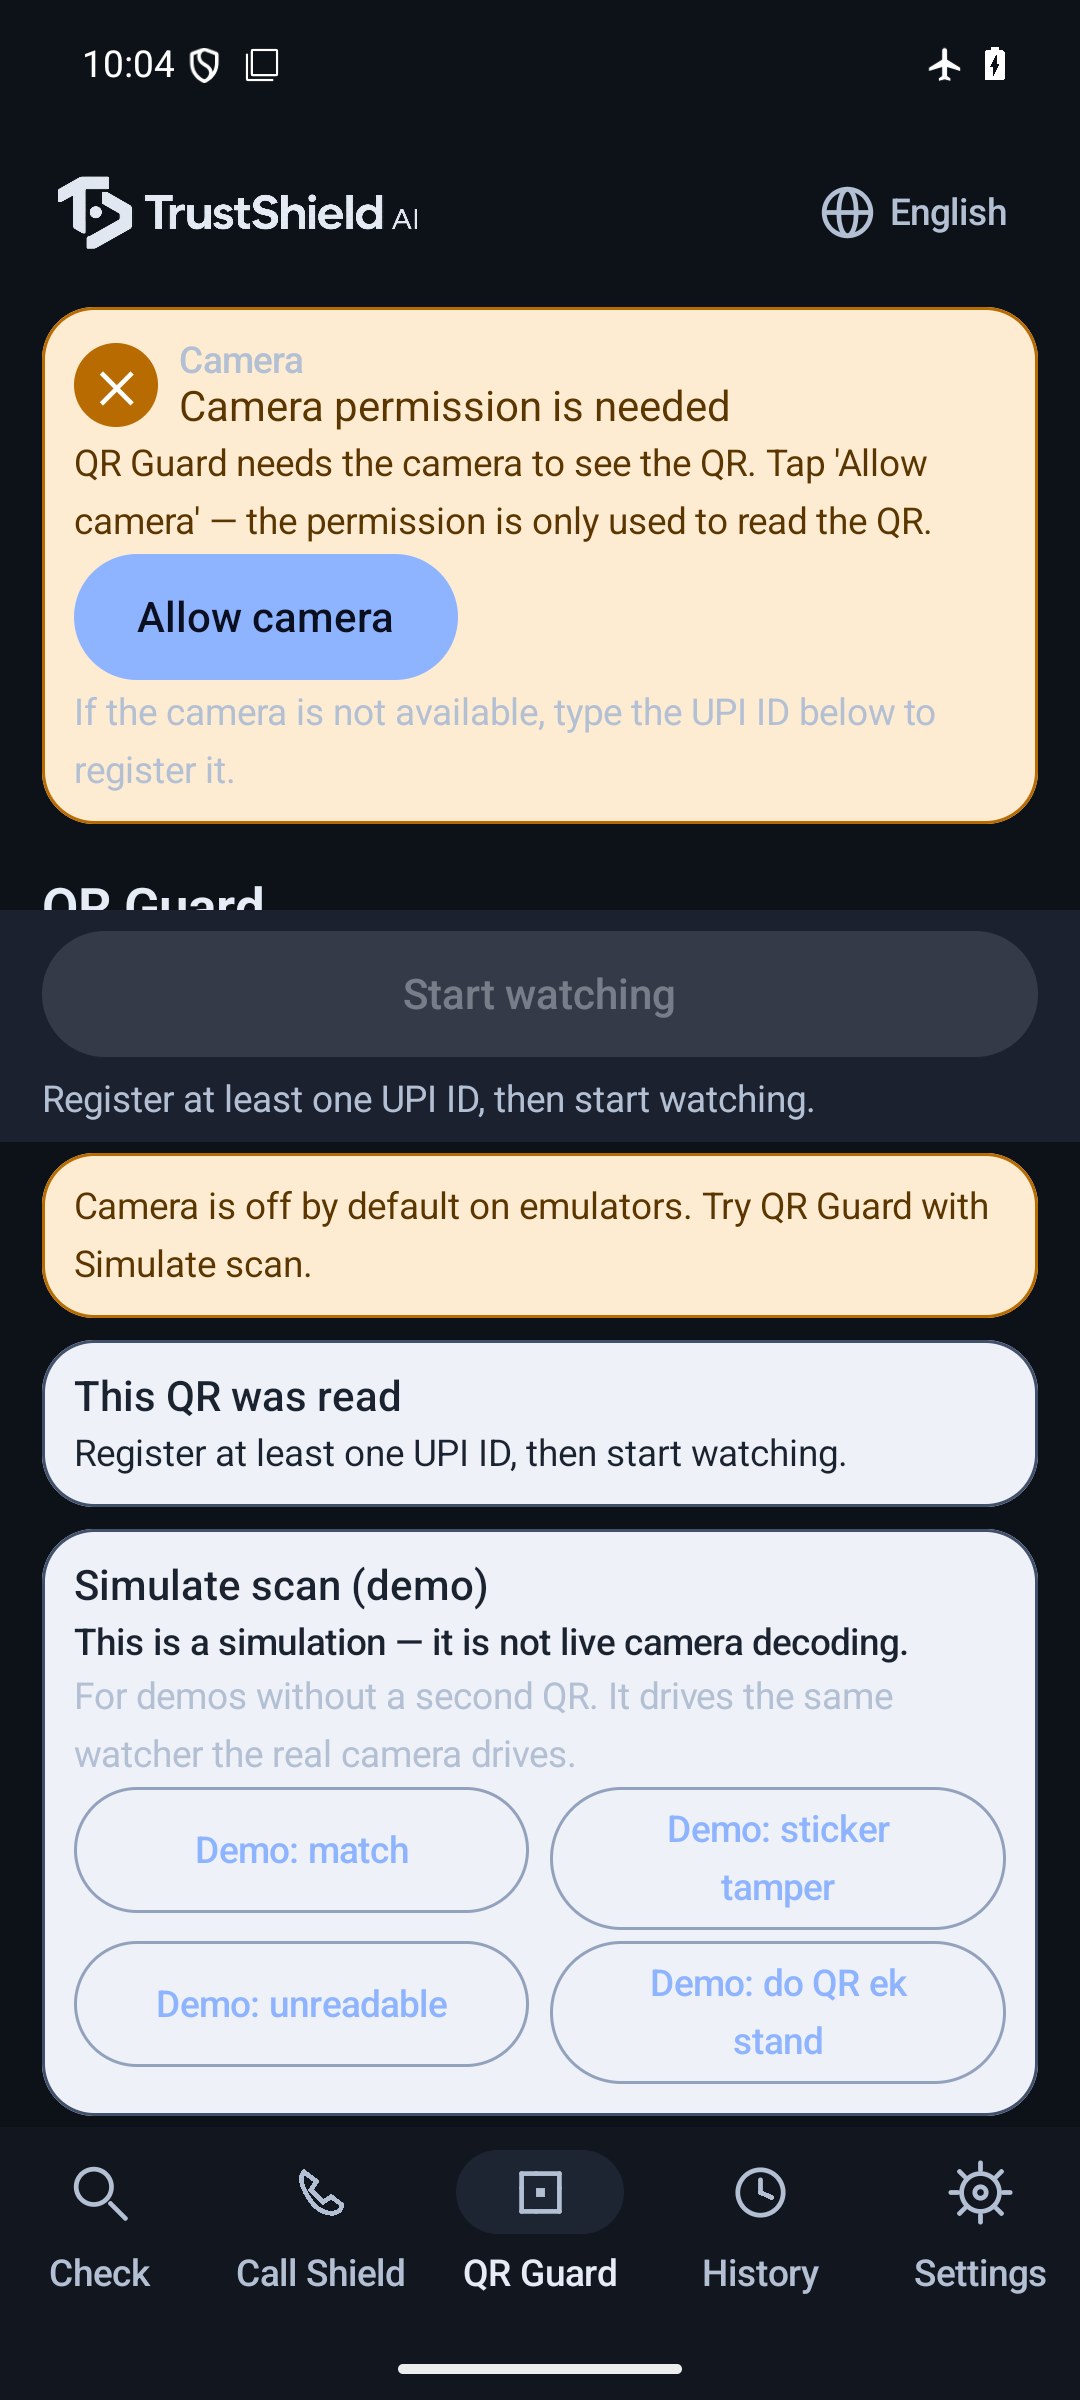 10:04
TrustShield AI
English
Camera
Camera permission is needed
QR Guard needs the camera to see the QR. Tap 'Allow
camera' — the permission is only used to read the QR.
Allow camera
If the camera is not available, type the UPI ID below to
register it.
QR Guard
Start watching
Register at least one UPI ID, then start watching.
Camera is off by default on emulators. Try QR Guard with
Simulate scan.
This QR was read
Register at least one UPI ID, then start watching.
Simulate scan (demo)
This is a simulation — it is not live camera decoding.
For demos without a second QR. It drives the same
watcher the real camera drives.
Demo: match
Demo: sticker
tamper
Demo: unreadable
Demo: do QR ek
stand
Check
Call Shield
QR Guard
History
Settings